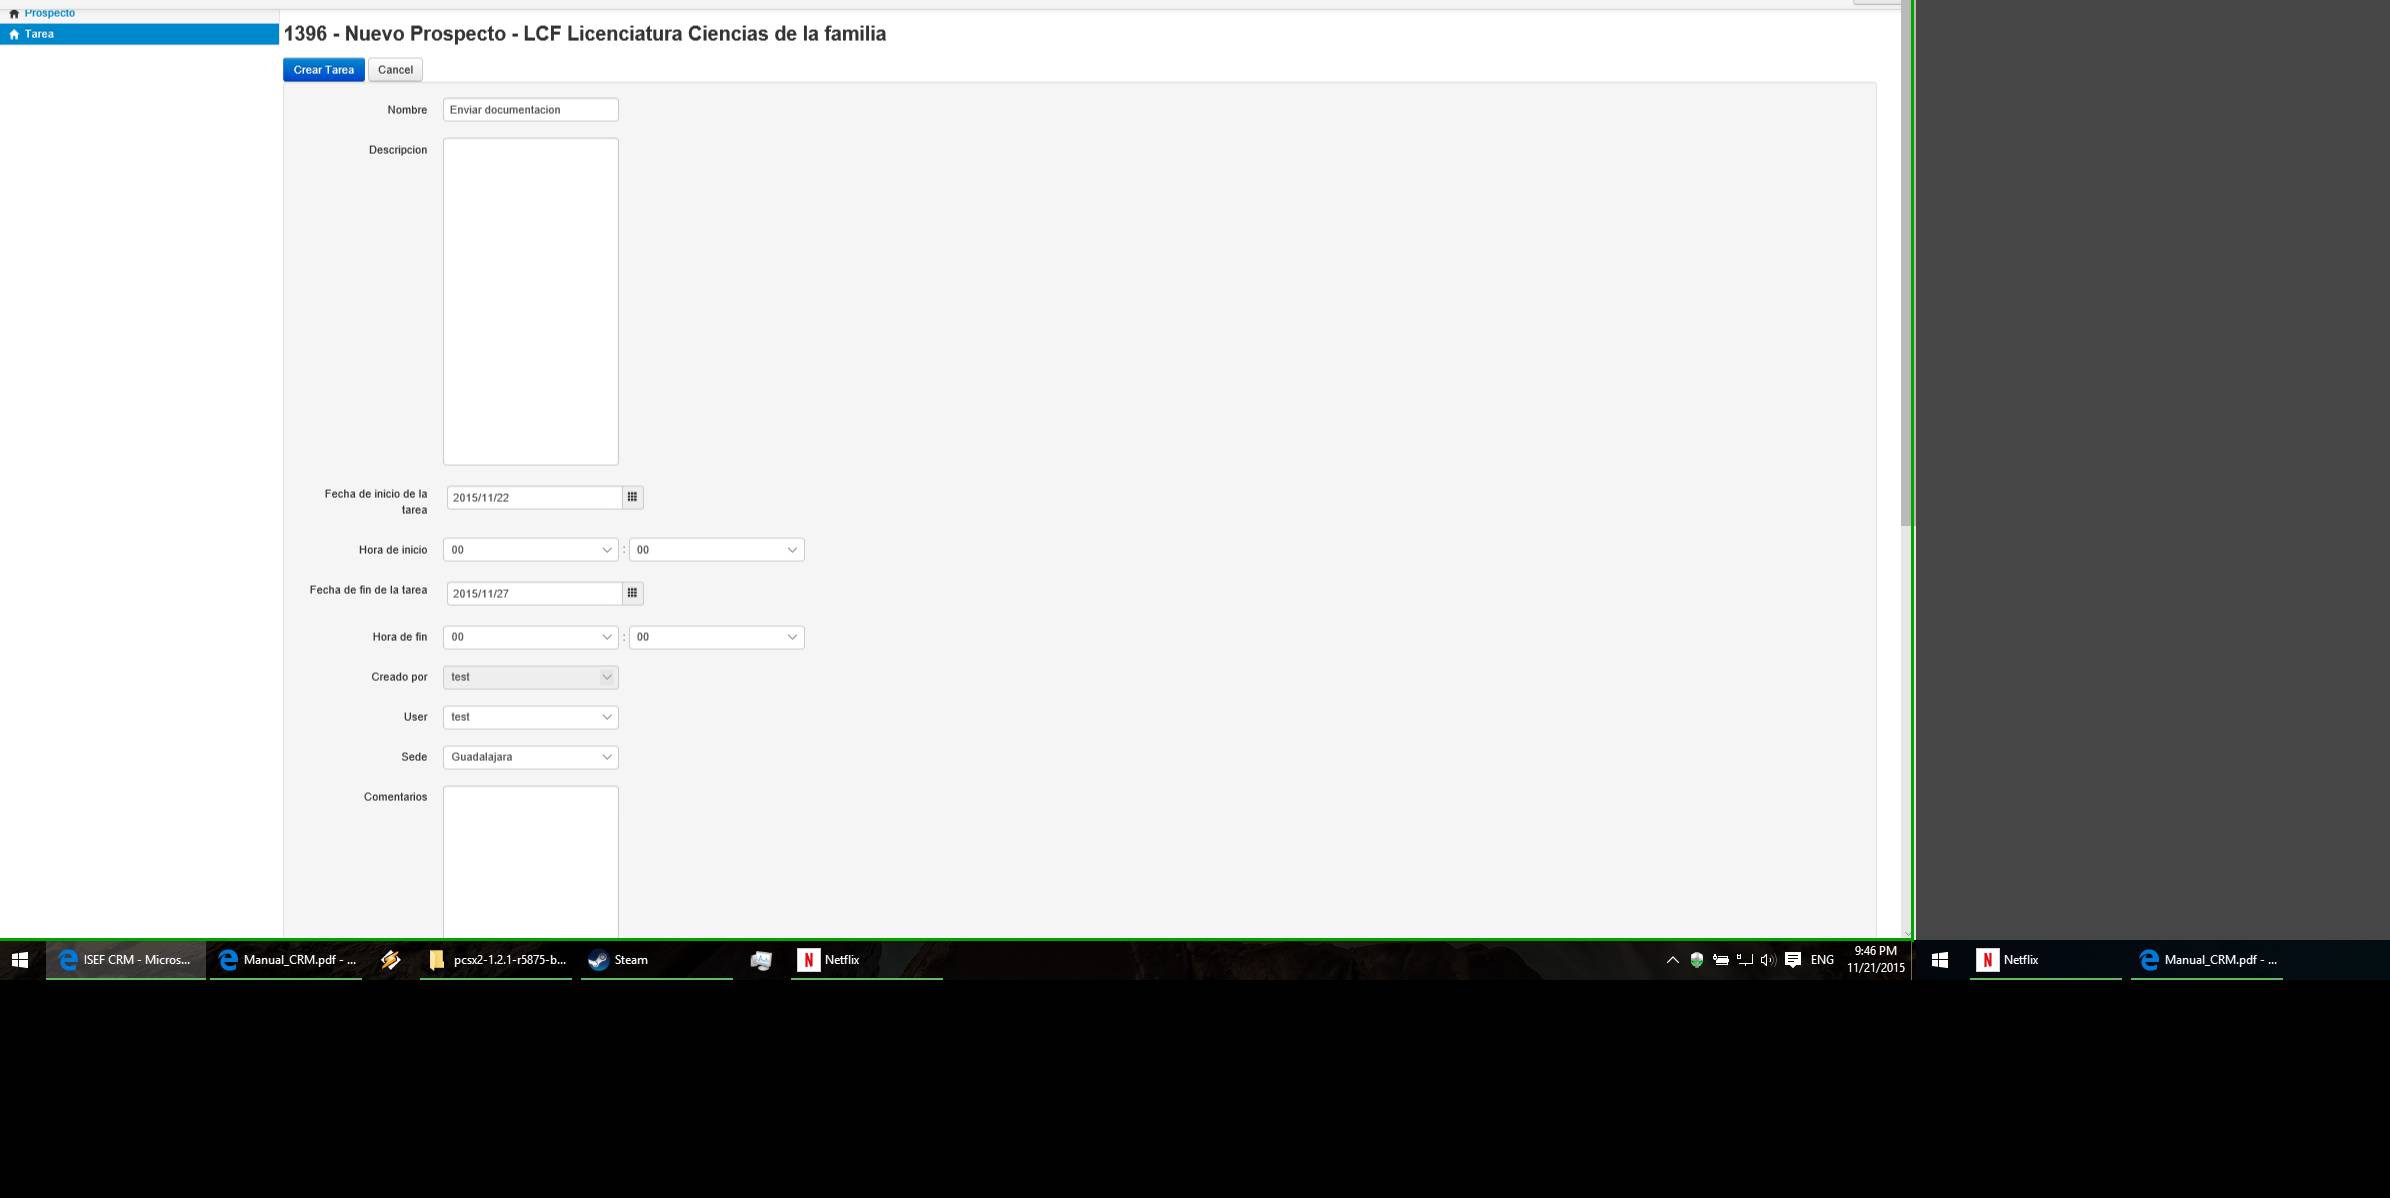 Prospecto
Tarea
1396 - Nuevo Prospecto - LCF Licenciatura Ciencias de la familia
Crear Tarea Cancel
Nombre Enviar documentacion
Descripcion
Fecha de inicio de la
tarea
2015/11/22
Hora de inicio 00 : 00
Fecha de fin de la tarea 2015/11/27
Hora de fin 00 : 00
Creado por test
User test
Sede Guadalajara
Comentarios
ISEF CRM - Micros... Manual_CRM.pdf - ... pcsx2-1.2.1-r5875-b... Steam N Netflix ENG 9:46 PM
11/21/2015
N Netflix Manual_CRM.pdf - ...